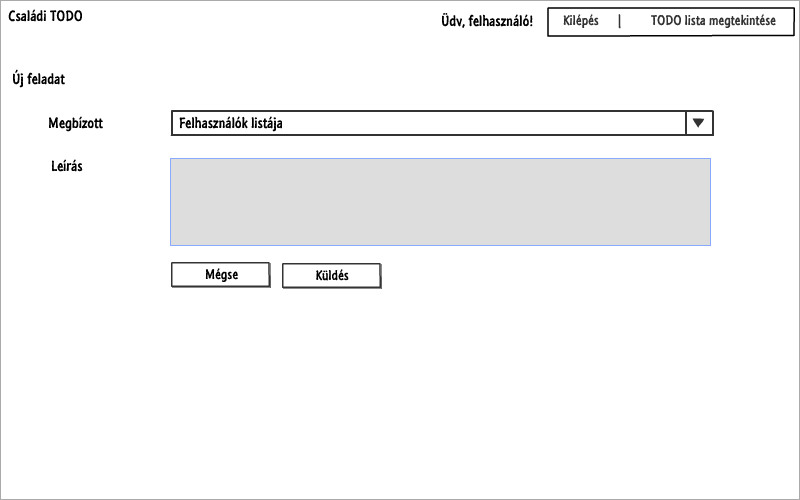 Családi TODO
Üdv, felhasználó!
Kilépés | TODO lista megtekintése
Új feladat
Megbízott
Felhasználók listája
Leírás
Mégse
Küldés